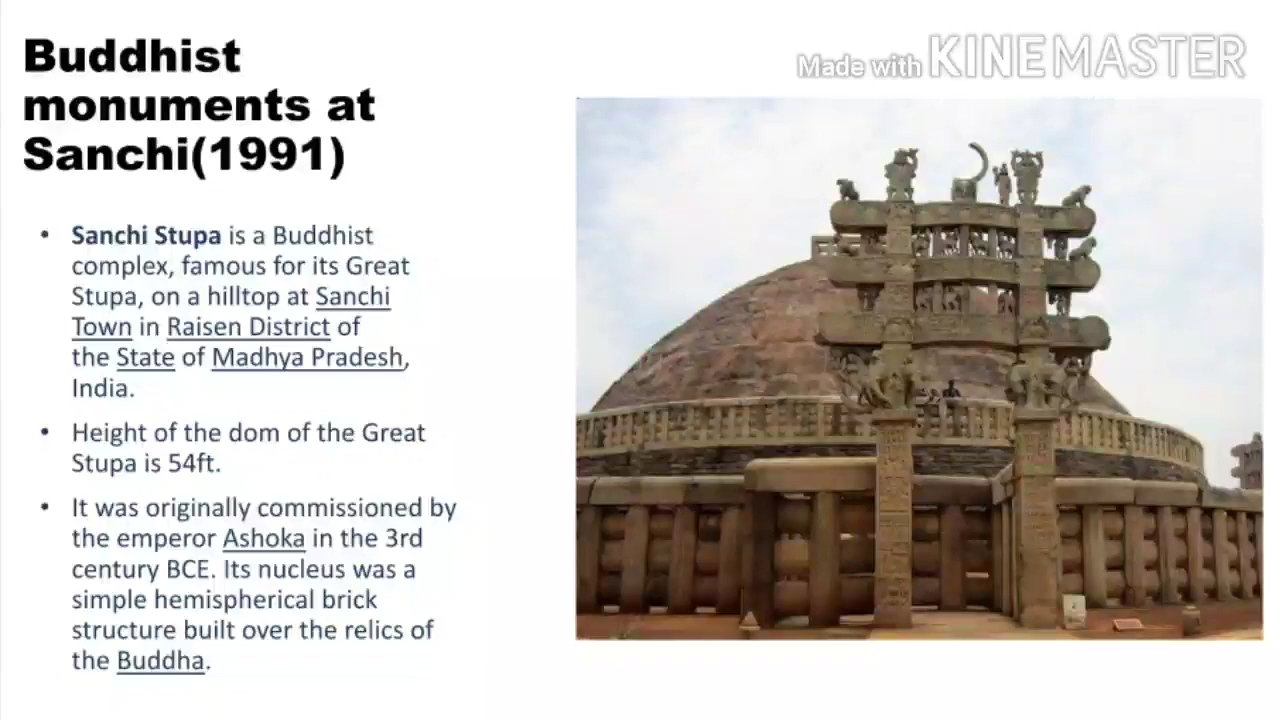 Buddhist
monuments at
Sanchi(1991)
Made with KINEMASTER
• Sanchi Stupa is a Buddhist
complex, famous for its Great
Stupa, on a hilltop at Sanchi
Town in Raisen District of
the State of Madhya Pradesh,
India.
• Height of the dom of the Great
Stupa is 54ft.
• It was originally commissioned by
the emperor Ashoka in the 3rd
century BCE. Its nucleus was a
simple hemispherical brick
structure built over the relics of
the Buddha.